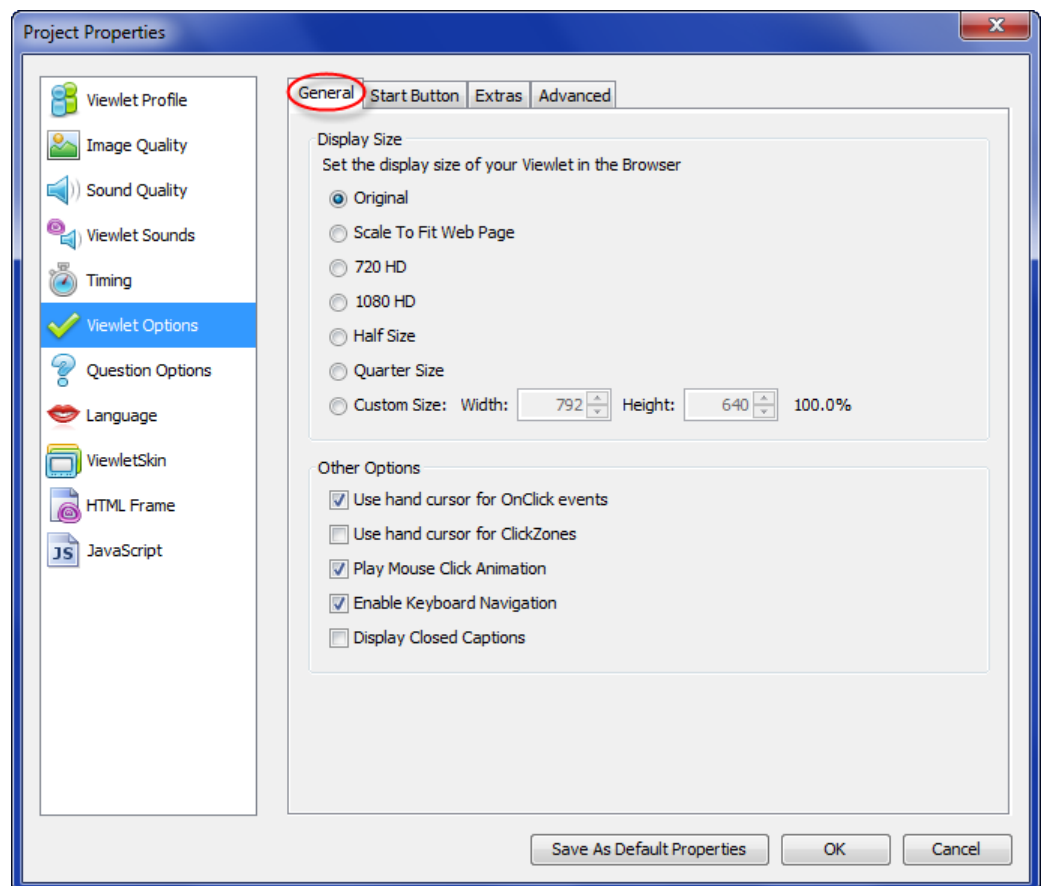 Project Properties
x
Viewlet Profile
Image Quality
Sound Quality
Viewlet Sounds
Timing
Viewlet Options
Question Options
Language
ViewletSkin
HTML Frame
JS JavaScript
General Start Button Extras Advanced
Display Size
Set the display size of your Viewlet in the Browser
Original
Scale To Fit Web Page
720 HD
1080 HD
Half Size
Quarter Size
Custom Size: Width: 792 Height: 640 100.0%
Other Options
Use hand cursor for OnClick events
Use hand cursor for ClickZones
Play Mouse Click Animation
Enable Keyboard Navigation
Display Closed Captions
Save As Default Properties OK Cancel